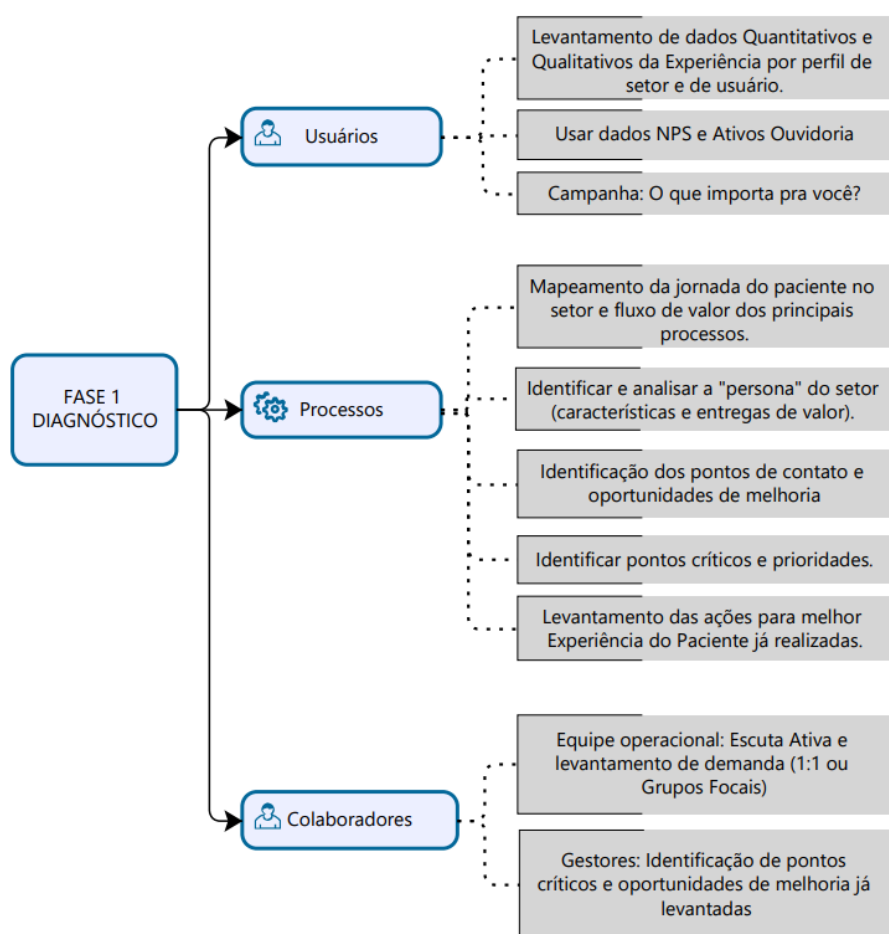 Levantamento de dados Quantitativos e
Qualitativos da Experiência por perfil de
setor e de usuário.
Usuários
Usar dados NPS e Ativos Ouvidoria
Campanha: O que importa pra você?
Mapeamento da jornada do paciente no
setor e fluxo de valor dos principais
processos.
FASE 1
DIAGNÓSTICO
Processos
Identificar e analisar a "persona" do setor
(características e entregas de valor).
Identificação dos pontos de contato e
oportunidades de melhoria
Identificar pontos críticos e prioridades.
Levantamento das ações para melhor
Experiência do Paciente já realizadas.
Colaboradores
Equipe operacional: Escuta Ativa e
levantamento de demanda (1:1 ou
Grupos Focais)
Gestores: Identificação de pontos
críticos e oportunidades de melhoria já
levantadas